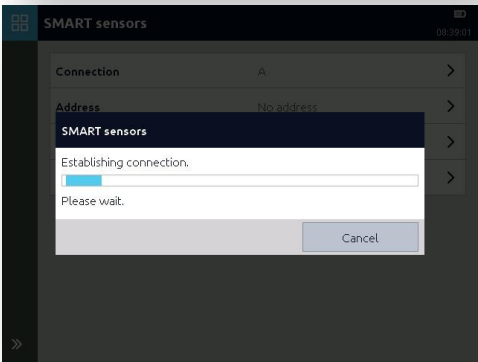 SMART sensors
08:39:01
Connection A
Address No address
SMART sensors
Establishing connection.
Please wait.
Cancel